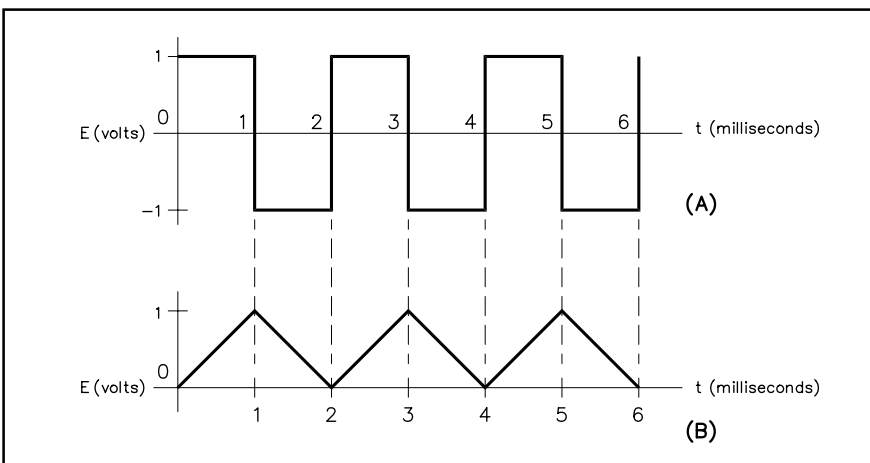 1
0 1 2 3 4 5 6
E (volts) t (milliseconds)
-1 (A)
1
0
E (volts) t (milliseconds)
1 2 3 4 5 6
(B)